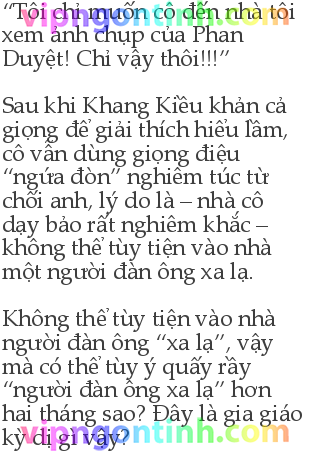 “Tôi chỉ muốn cô đến nhà tôi
xem ảnh chụp của Phan
Duyệt! Chỉ vậy thôi!!!”
Sau khi Khang Kiều khản cả
giọng để giải thích hiểu lầm,
cô vẫn dùng giọng điệu
“ngứa đòn” nghiêm túc từ
chối anh, lý do là – nhà cô
dạy bảo rất nghiêm khắc –
không thể tùy tiện vào nhà
một người đàn ông xa lạ.
Không thể tùy tiện vào nhà
người đàn ông “xa lạ”, vậy
mà có thể tùy ý quấy rầy
“người đàn ông xa lạ” hơn
hai tháng sao? Đây là gia giáo
kỳ dị gì vậy?
vipngontinh.com
vipngontinh.com